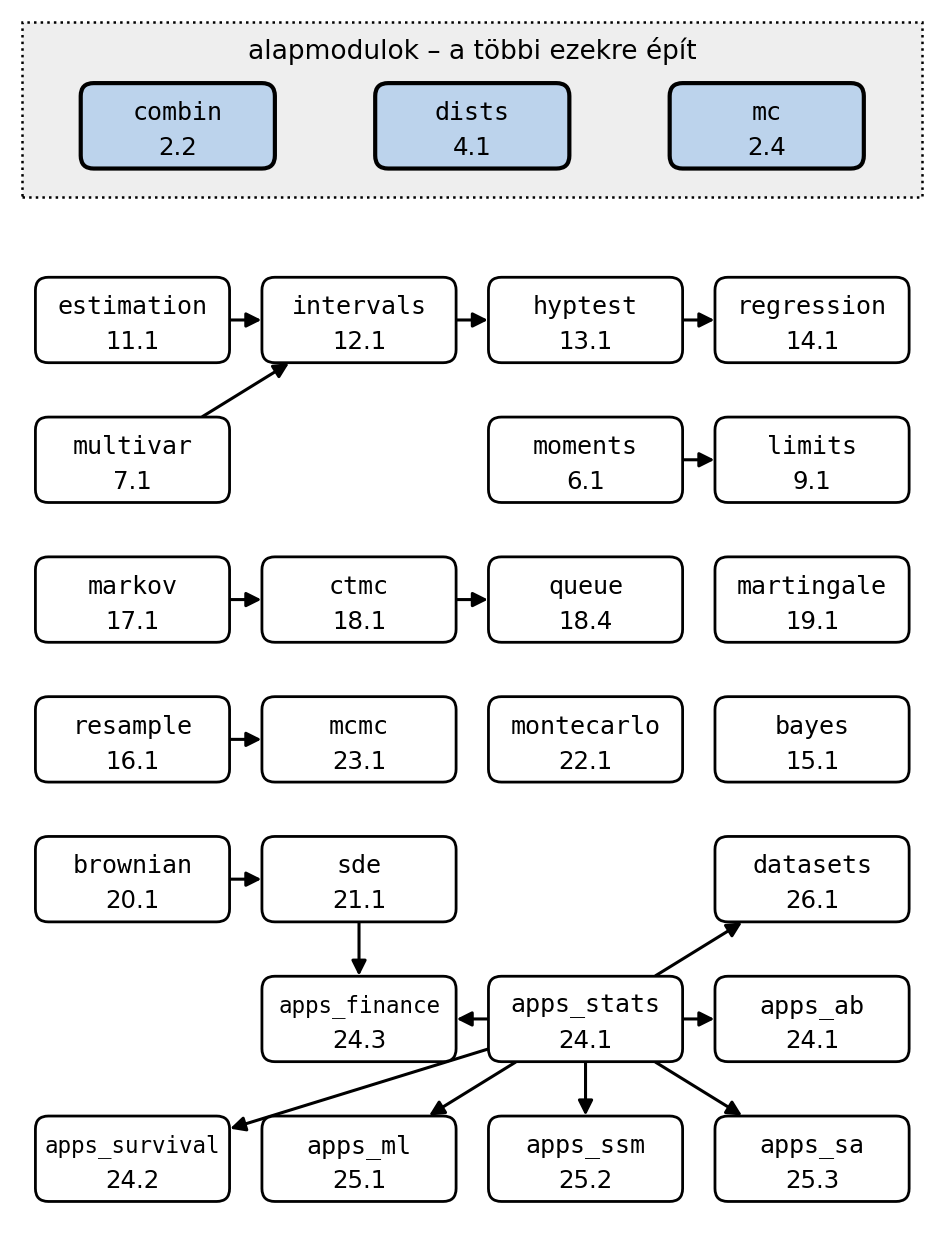 alapmodulok – a többi ezekre épít
combin
2.2
dists
4.1
mc
2.4
estimation
11.1
intervals
12.1
hyptest
13.1
regression
14.1
multivar
7.1
moments
6.1
limits
9.1
markov
17.1
ctmc
18.1
queue
18.4
martingale
19.1
resample
16.1
mcmc
23.1
montecarlo
22.1
bayes
15.1
brownian
20.1
sde
21.1
datasets
26.1
apps_finance
24.3
apps_stats
24.1
apps_ab
24.1
apps_survival
24.2
apps_ml
25.1
apps_ssm
25.2
apps_sa
25.3